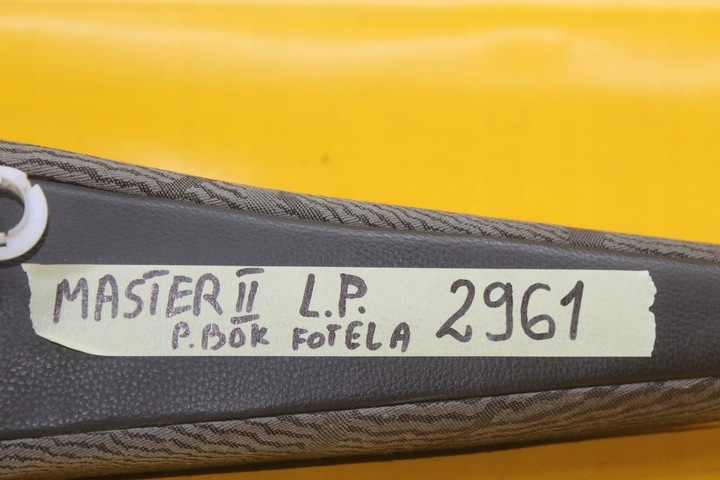 MASTER II L.P. 2961
P.BOK FOTELA